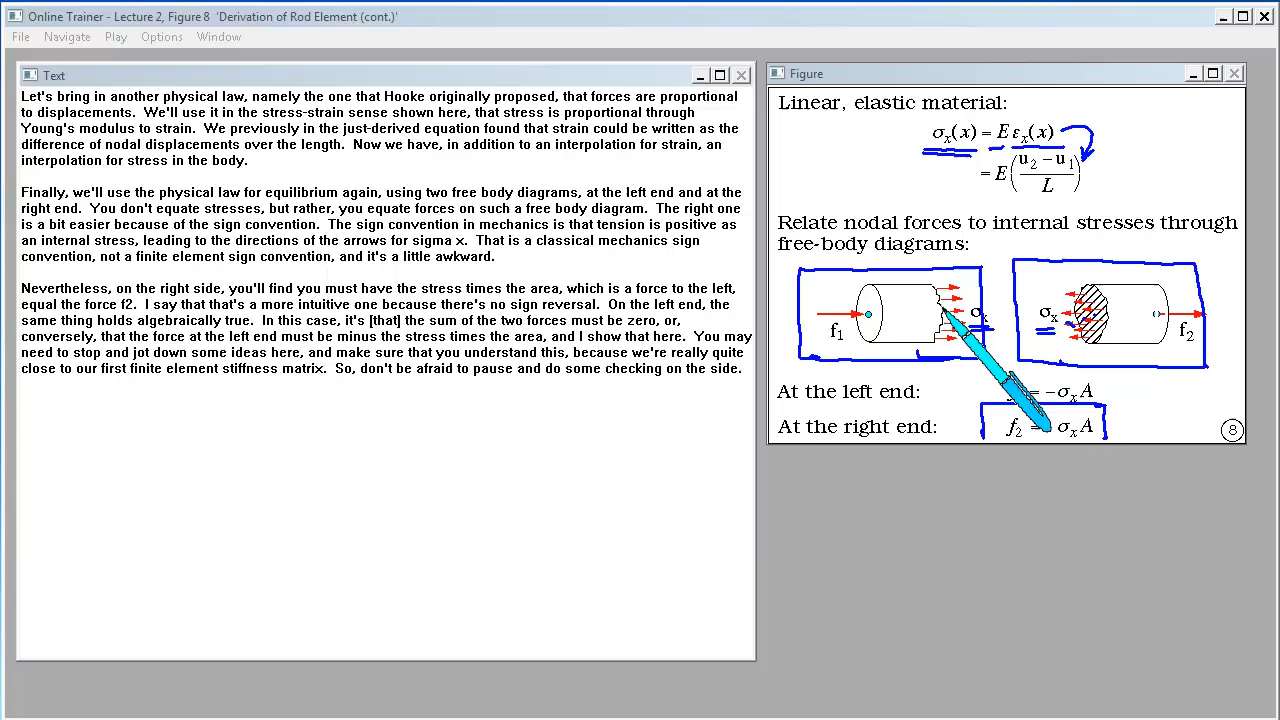 Online Trainer - Lecture 2, Figure 8 'Derivation of Rod Element (cont.)'
File Navigate Play Options Window
Text
Let's bring in another physical law, namely the one that Hooke originally proposed, that forces are proportional
to displacements. We'll use it in the stress-strain sense shown here, that stress is proportional through
Young's modulus to strain. We previously in the just-derived equation found that strain could be written as the
difference of nodal displacements over the length. Now we have, in addition to an interpolation for strain, an
interpolation for stress in the body.
Finally, we'll use the physical law for equilibrium again, using two free body diagrams, at the left end and at the
right end. You don't equate stresses, but rather, you equate forces on such a free body diagram. The right one
is a bit easier because of the sign convention. The sign convention in mechanics is that tension is positive as
an internal stress, leading to the directions of the arrows for sigma x. That is a classical mechanics sign
convention, not a finite element sign convention, and it's a little awkward.
Nevertheless, on the right side, you'll find you must have the stress times the area, which is a force to the left,
equal the force f2. I say that that's a more intuitive one because there's no sign reversal. On the left end, the
same thing holds algebraically true. In this case, it's [that] the sum of the two forces must be zero, or,
conversely, that the force at the left end must be minus the stress times the area, and I show that here. You may
need to stop and jot down some ideas here, and make sure that you understand this, because we're really quite
close to our first finite element stiffness matrix. So don't be afraid to pause and do some checking on the side.
Figure
Linear, elastic material:
σx(x) = E εx(x)
= E(u2 − u1 / L)
Relate nodal forces to internal stresses through
free-body diagrams:
f1 σx σx f2
At the left end: = −σx A
At the right end: f2 = σx A
8